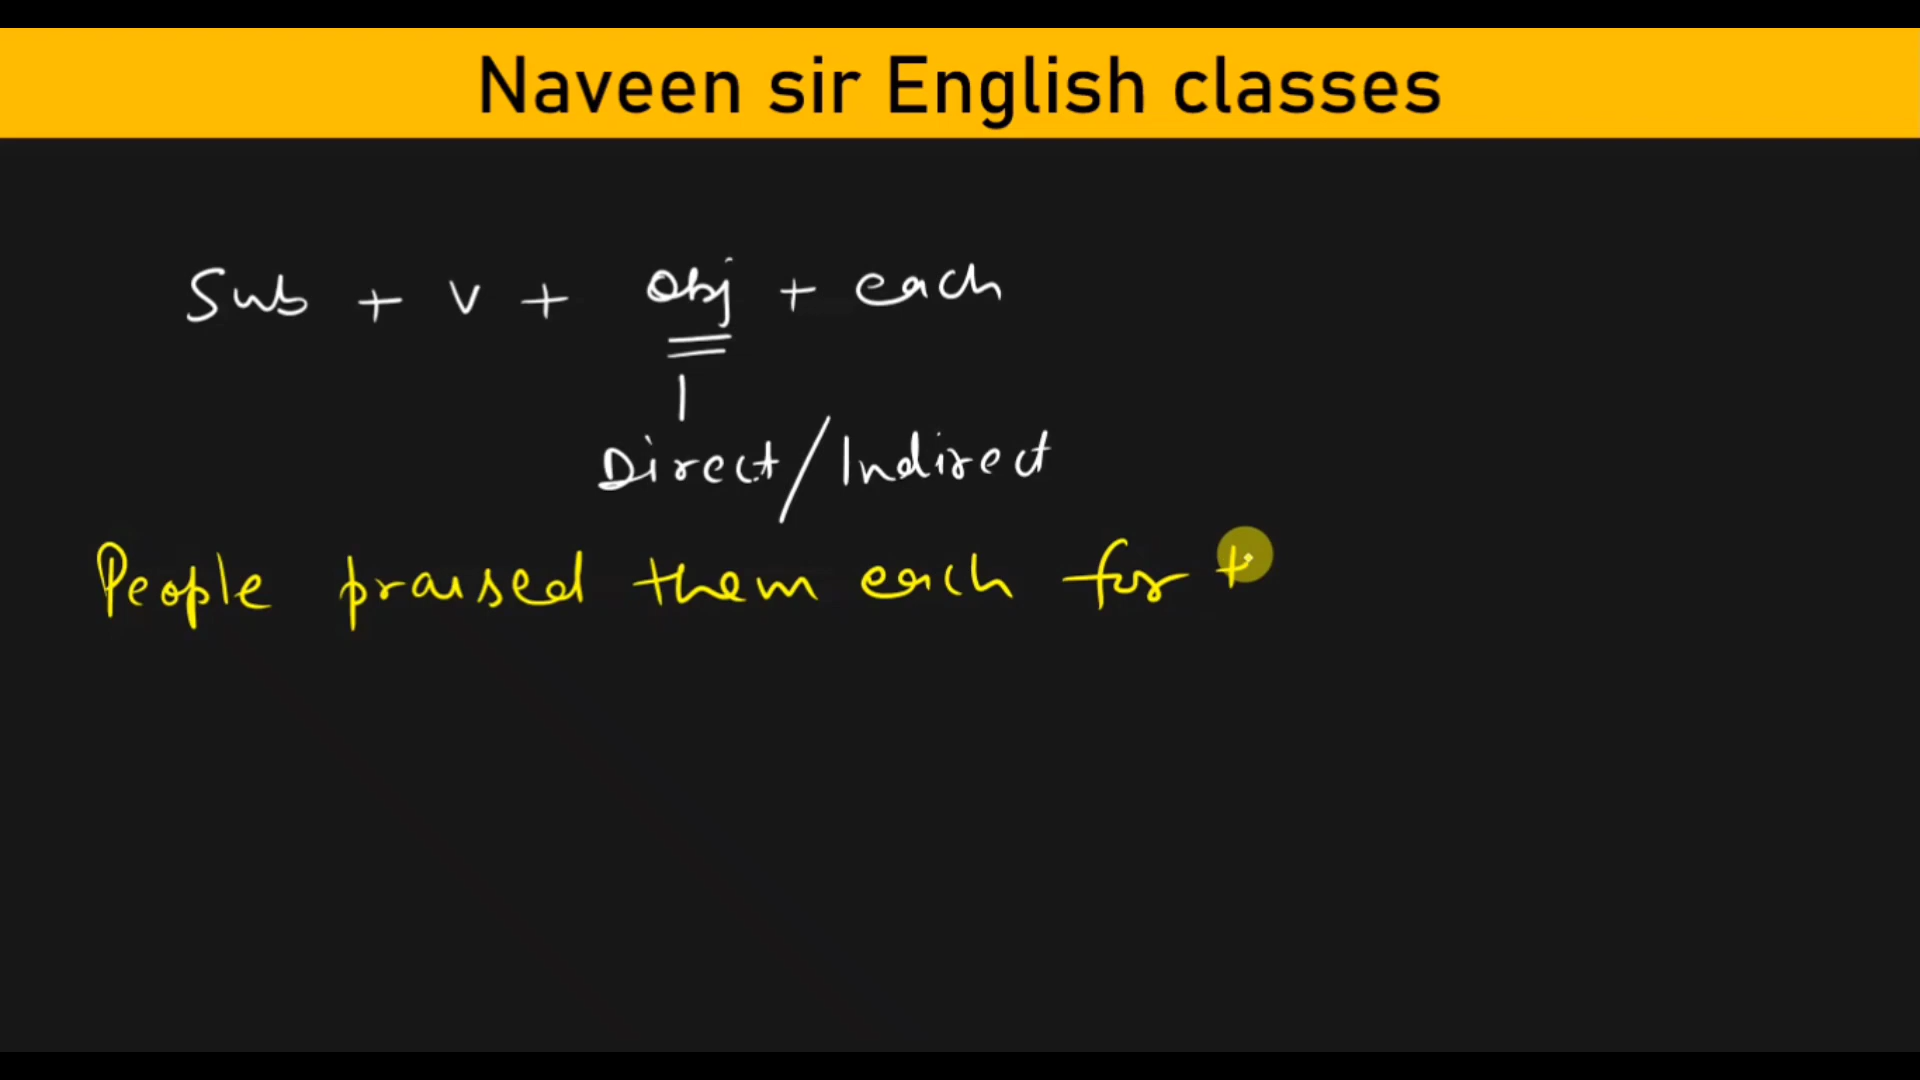 Naveen sir English classes
Sub + v + obj + each
Direct/Indirect
People praised them each for t